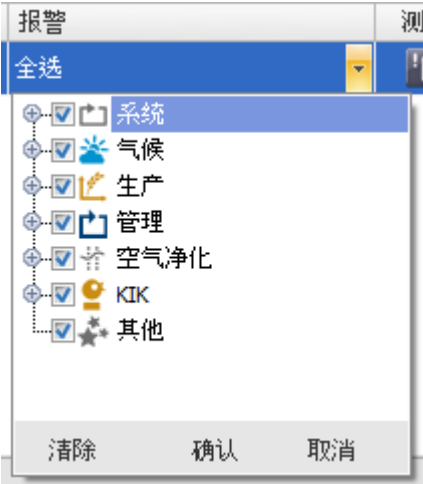 报警
全选
系统
气候
生产
管理
空气净化
KIK
其他
清除 确认 取消